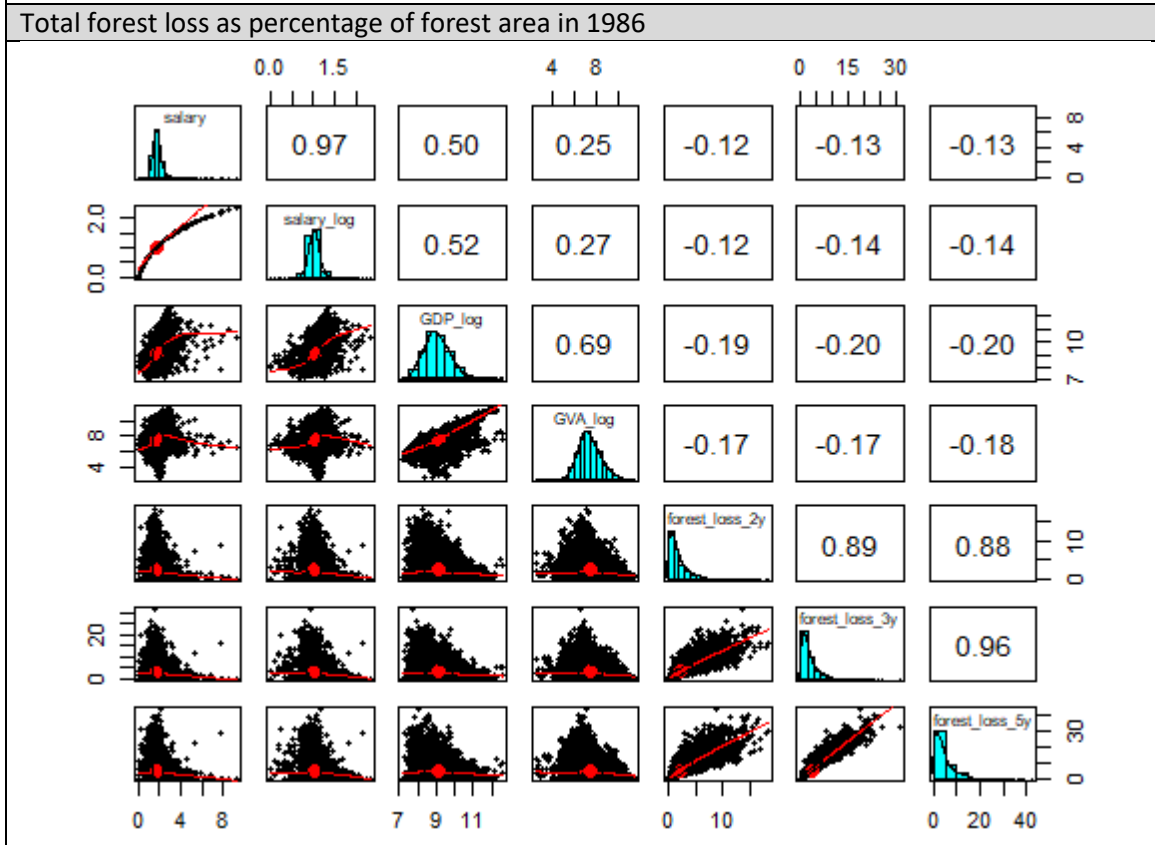 Total forest loss as percentage of forest area in 1986
0.0 1.5 4 8 0 15 30
salary 0.97 0.50 0.25 -0.12 -0.13 -0.13 0 4 8
0.0 2.0 salary_log 0.52 0.27 -0.12 -0.14 -0.14
GDP_log 0.69 -0.19 -0.20 -0.20 7 10
4 8 GVA_log -0.17 -0.17 -0.18
forest_loss_2y 0.89 0.88 0 10
0 20 forest_loss_3y 0.96
forest_loss_5y 0 30
0 4 8 7 9 11 0 10 0 20 40